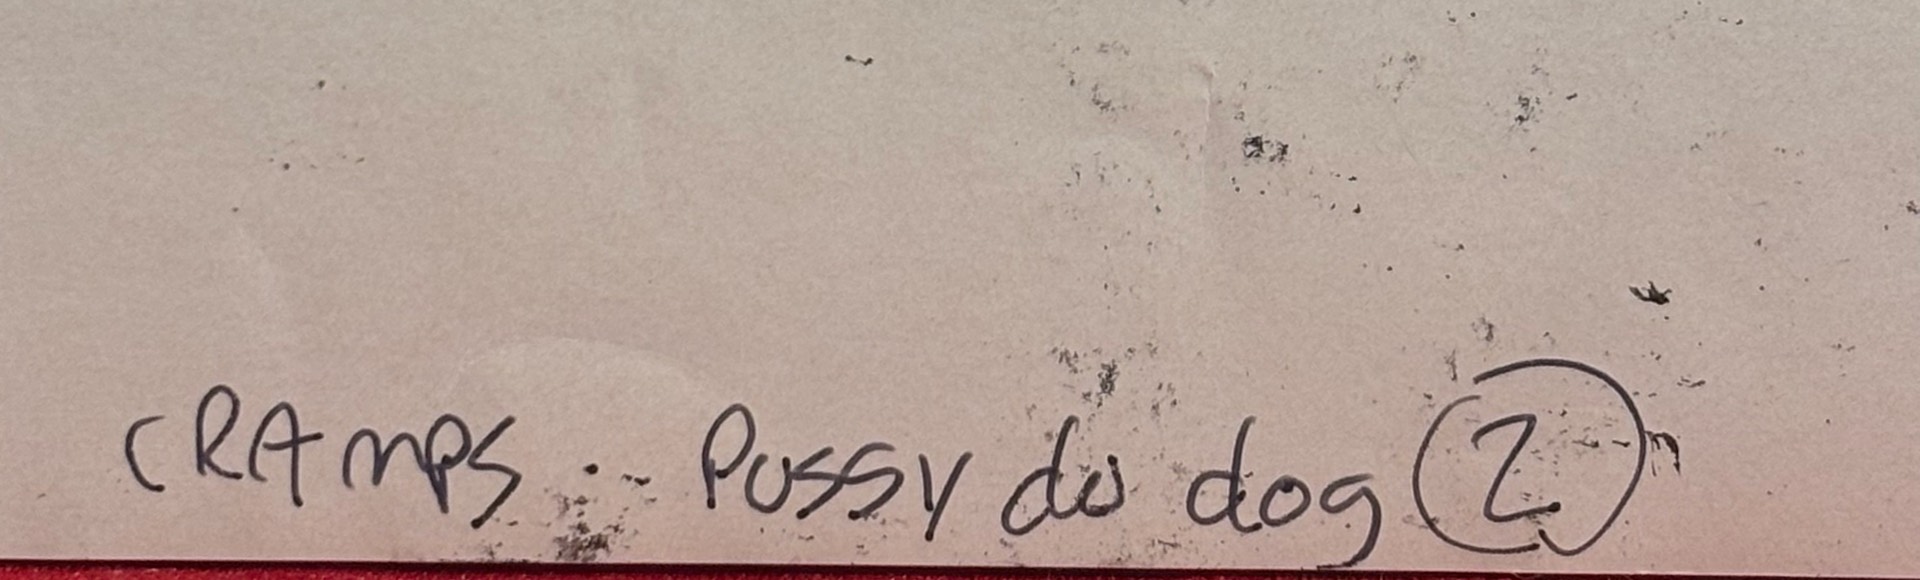 CRAMPS.. Pussy do dog 2